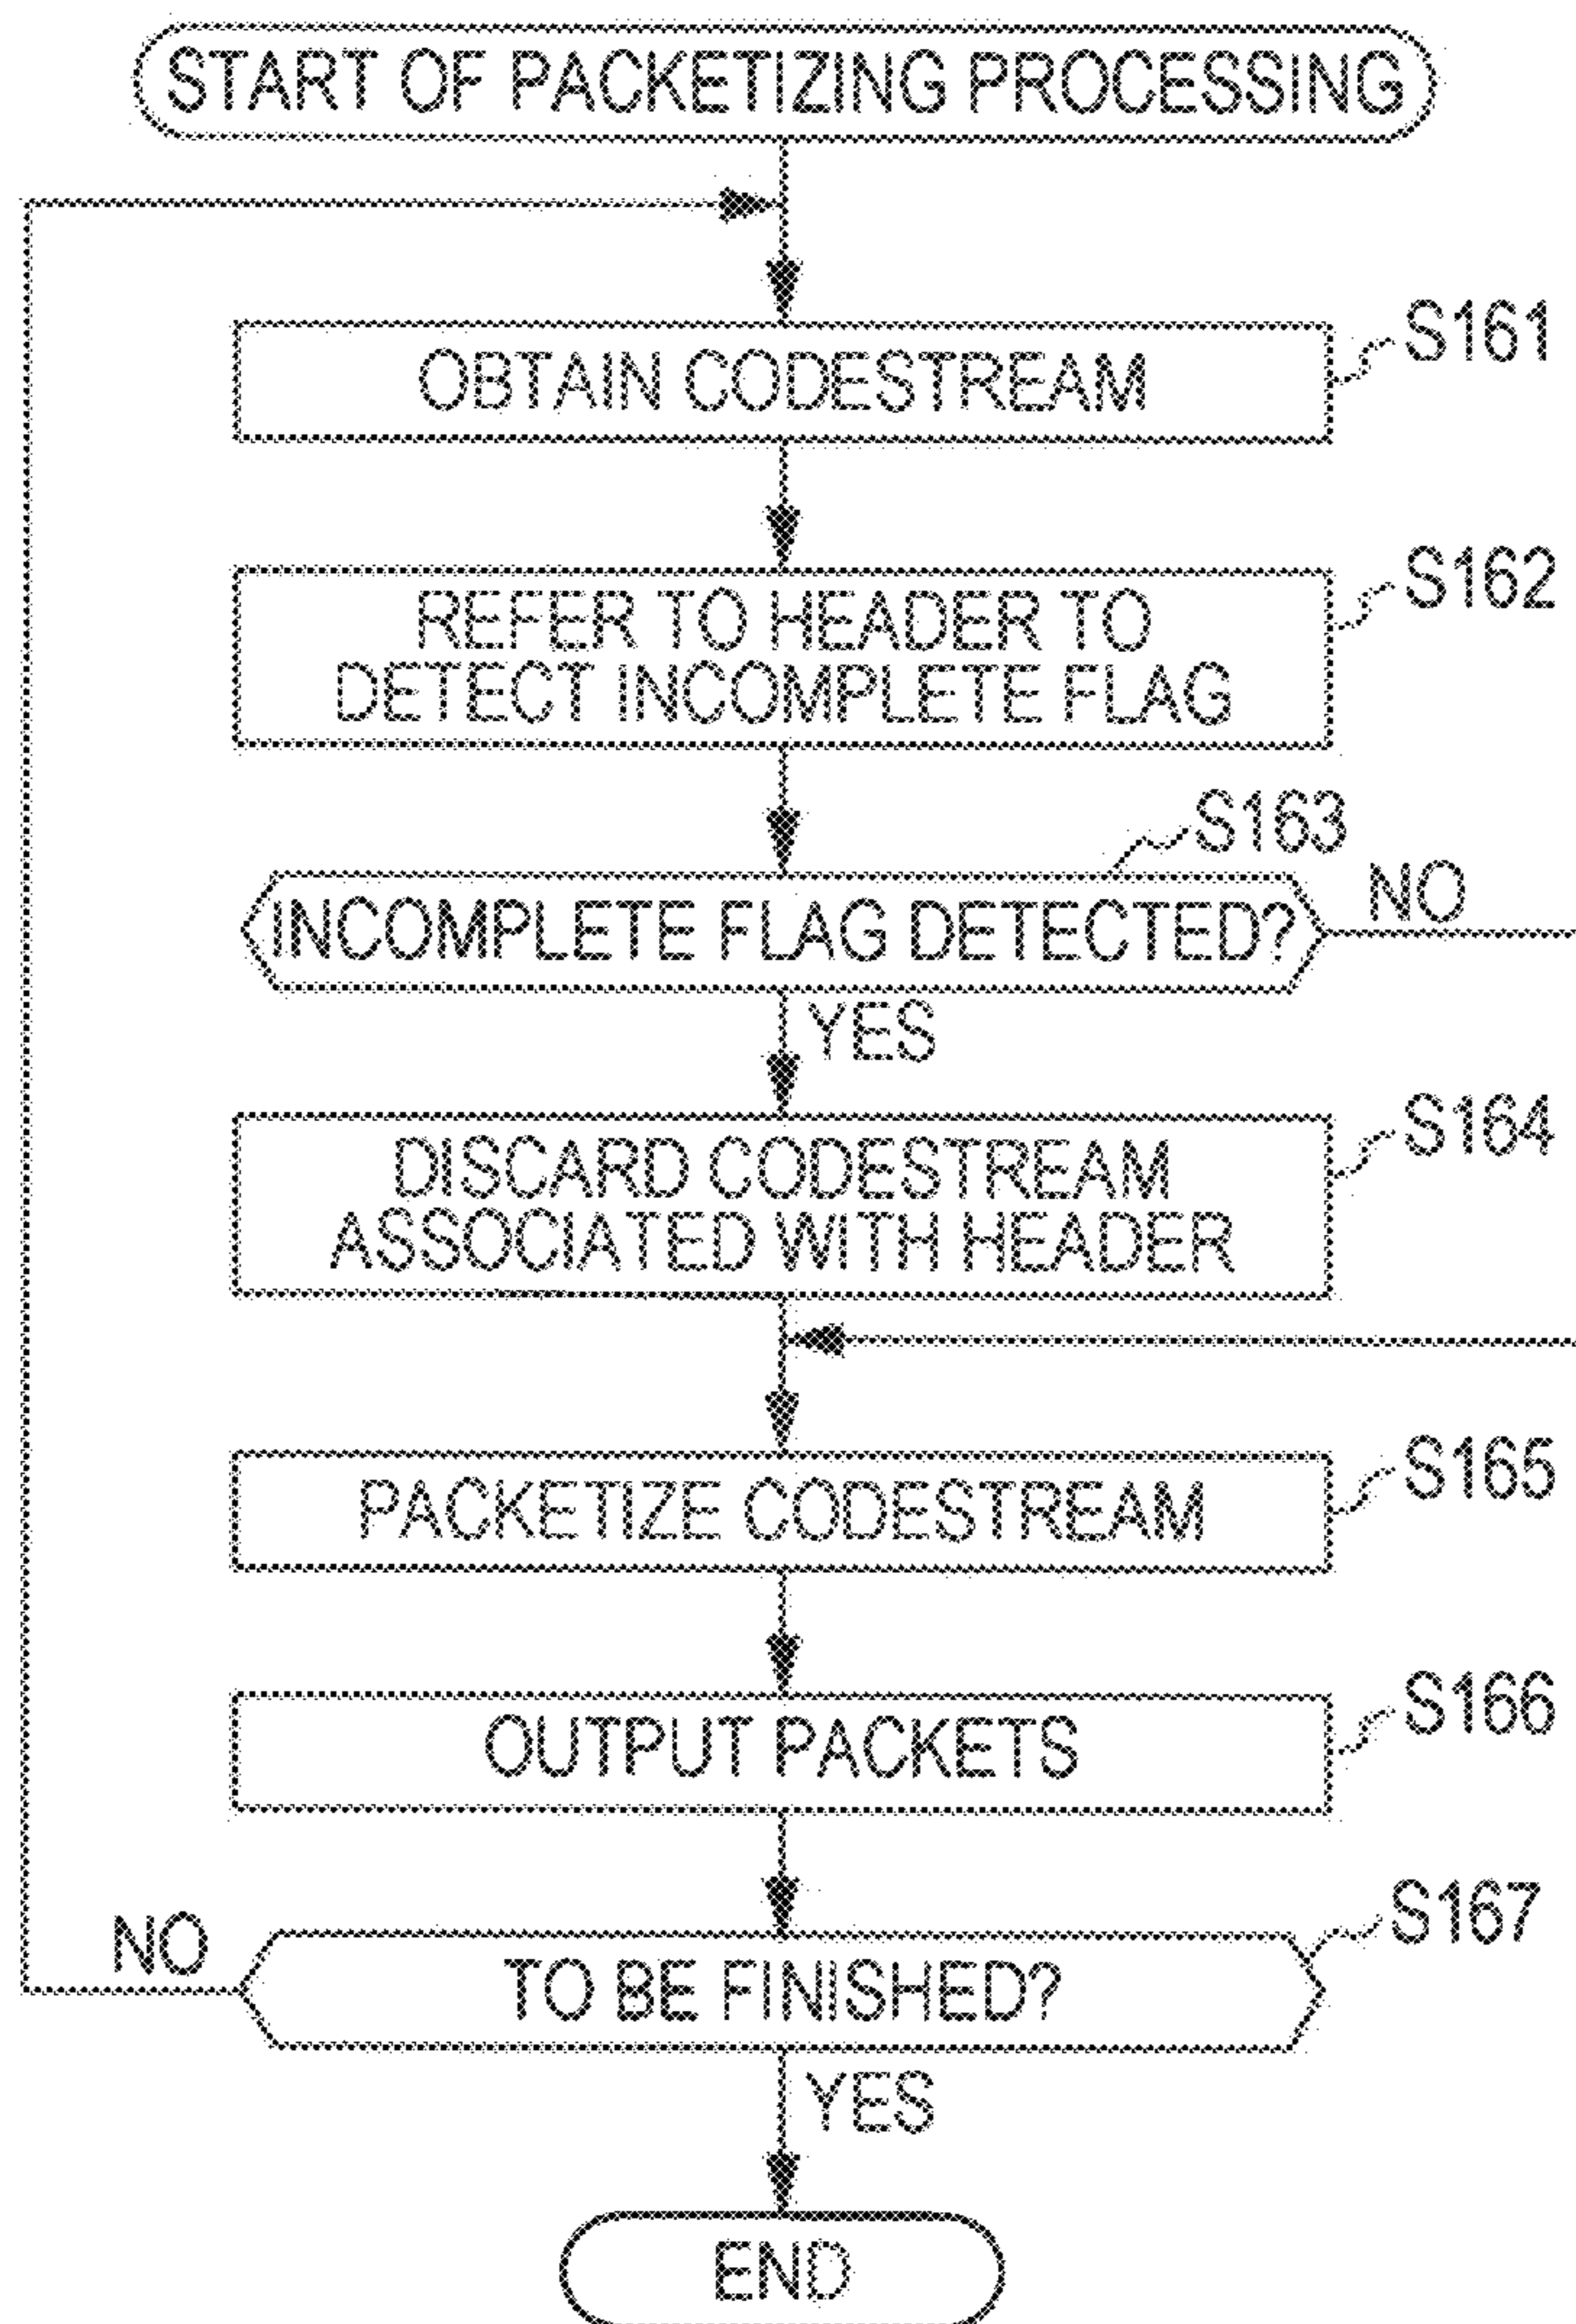 START OF PACKETIZING PROCESSING
OBTAIN CODESTREAM
S161
REFER TO HEADER TO
DETECT INCOMPLETE FLAG
S162
S163
INCOMPLETE FLAG DETECTED?
NO
YES
DISCARD CODESTREAM
ASSOCIATED WITH HEADER
S164
PACKETIZE CODESTREAM
S165
OUTPUT PACKETS
S166
S167
NO
TO BE FINISHED?
YES
END